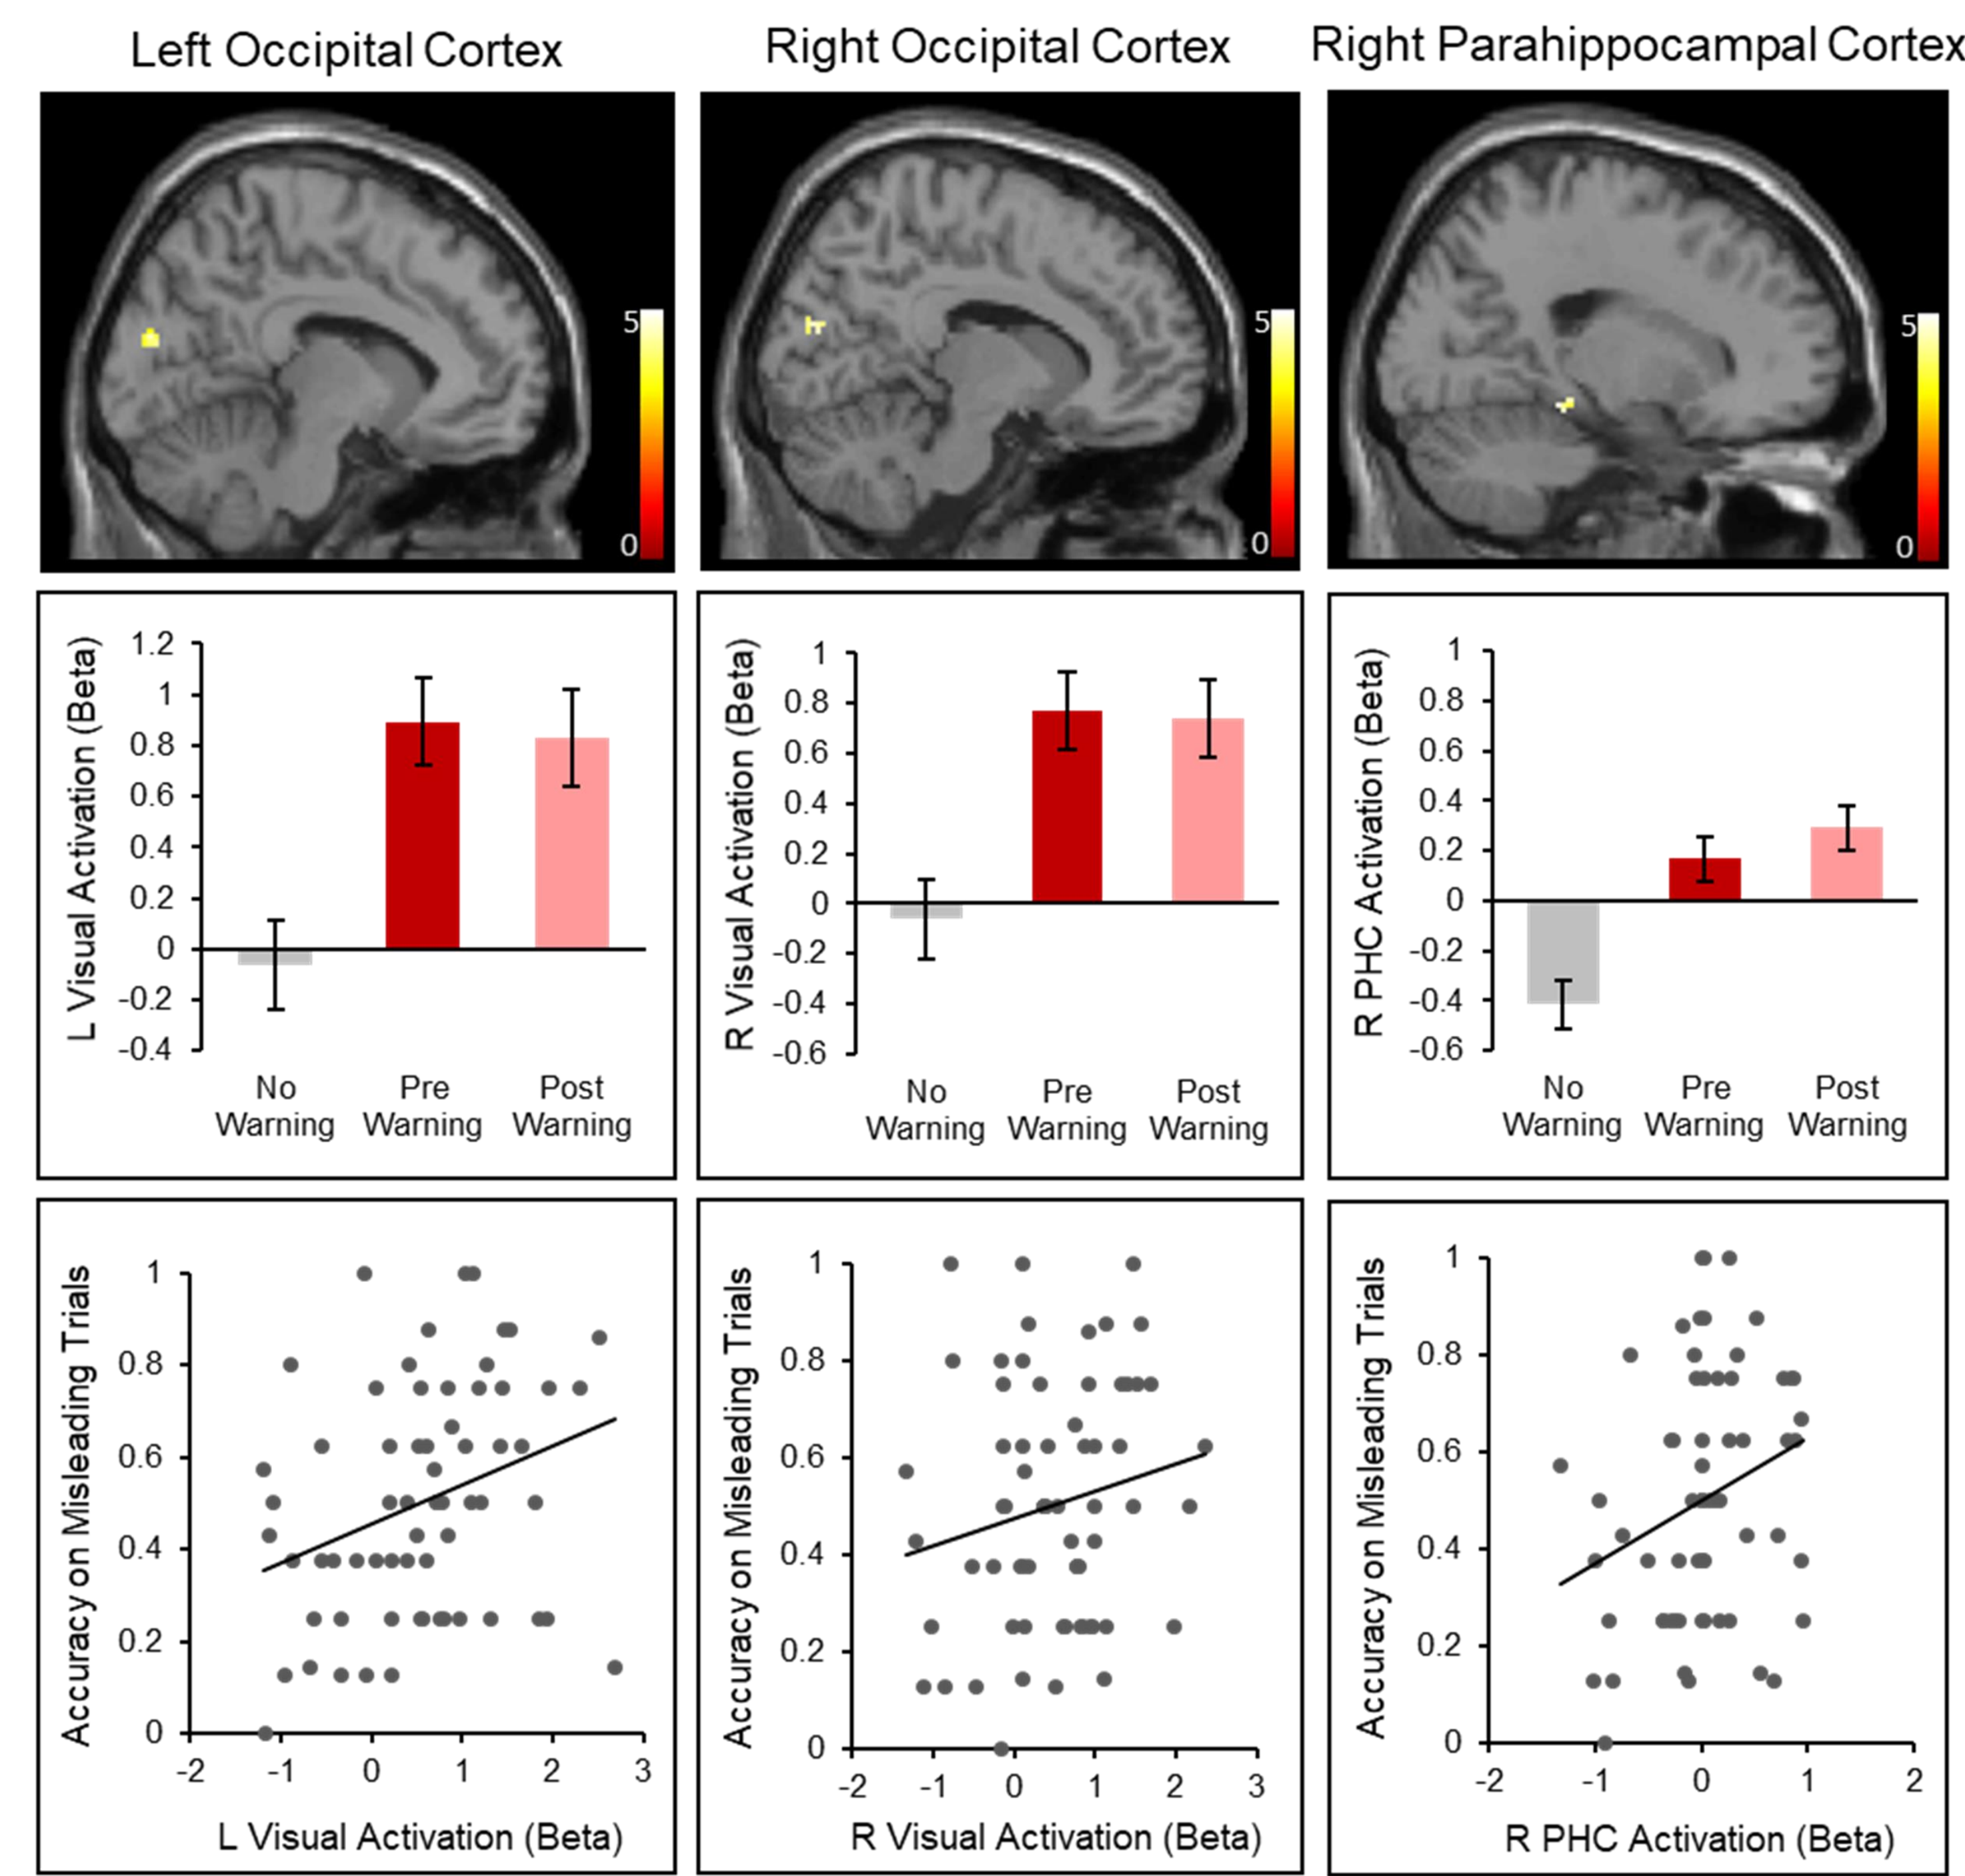 Left Occipital Cortex
Right Occipital Cortex
Right Parahippocampal Cortex
5
0
5
0
5
0
L Visual Activation (Beta)
1.2
1
0.8
0.6
0.4
0.2
0
-0.2
-0.4
No
Warning
Pre
Warning
Post
Warning
R Visual Activation (Beta)
1
0.8
0.6
0.4
0.2
0
-0.2
-0.4
-0.6
No
Warning
Pre
Warning
Post
Warning
R PHC Activation (Beta)
1
0.8
0.6
0.4
0.2
0
-0.2
-0.4
-0.6
No
Warning
Pre
Warning
Post
Warning
Accuracy on Misleading Trials
1
0.8
0.6
0.4
0.2
0
-2 -1 0 1 2 3
L Visual Activation (Beta)
Accuracy on Misleading Trials
1
0.8
0.6
0.4
0.2
0
-2 -1 0 1 2 3
R Visual Activation (Beta)
Accuracy on Misleading Trials
1
0.8
0.6
0.4
0.2
0
-2 -1 0 1 2
R PHC Activation (Beta)